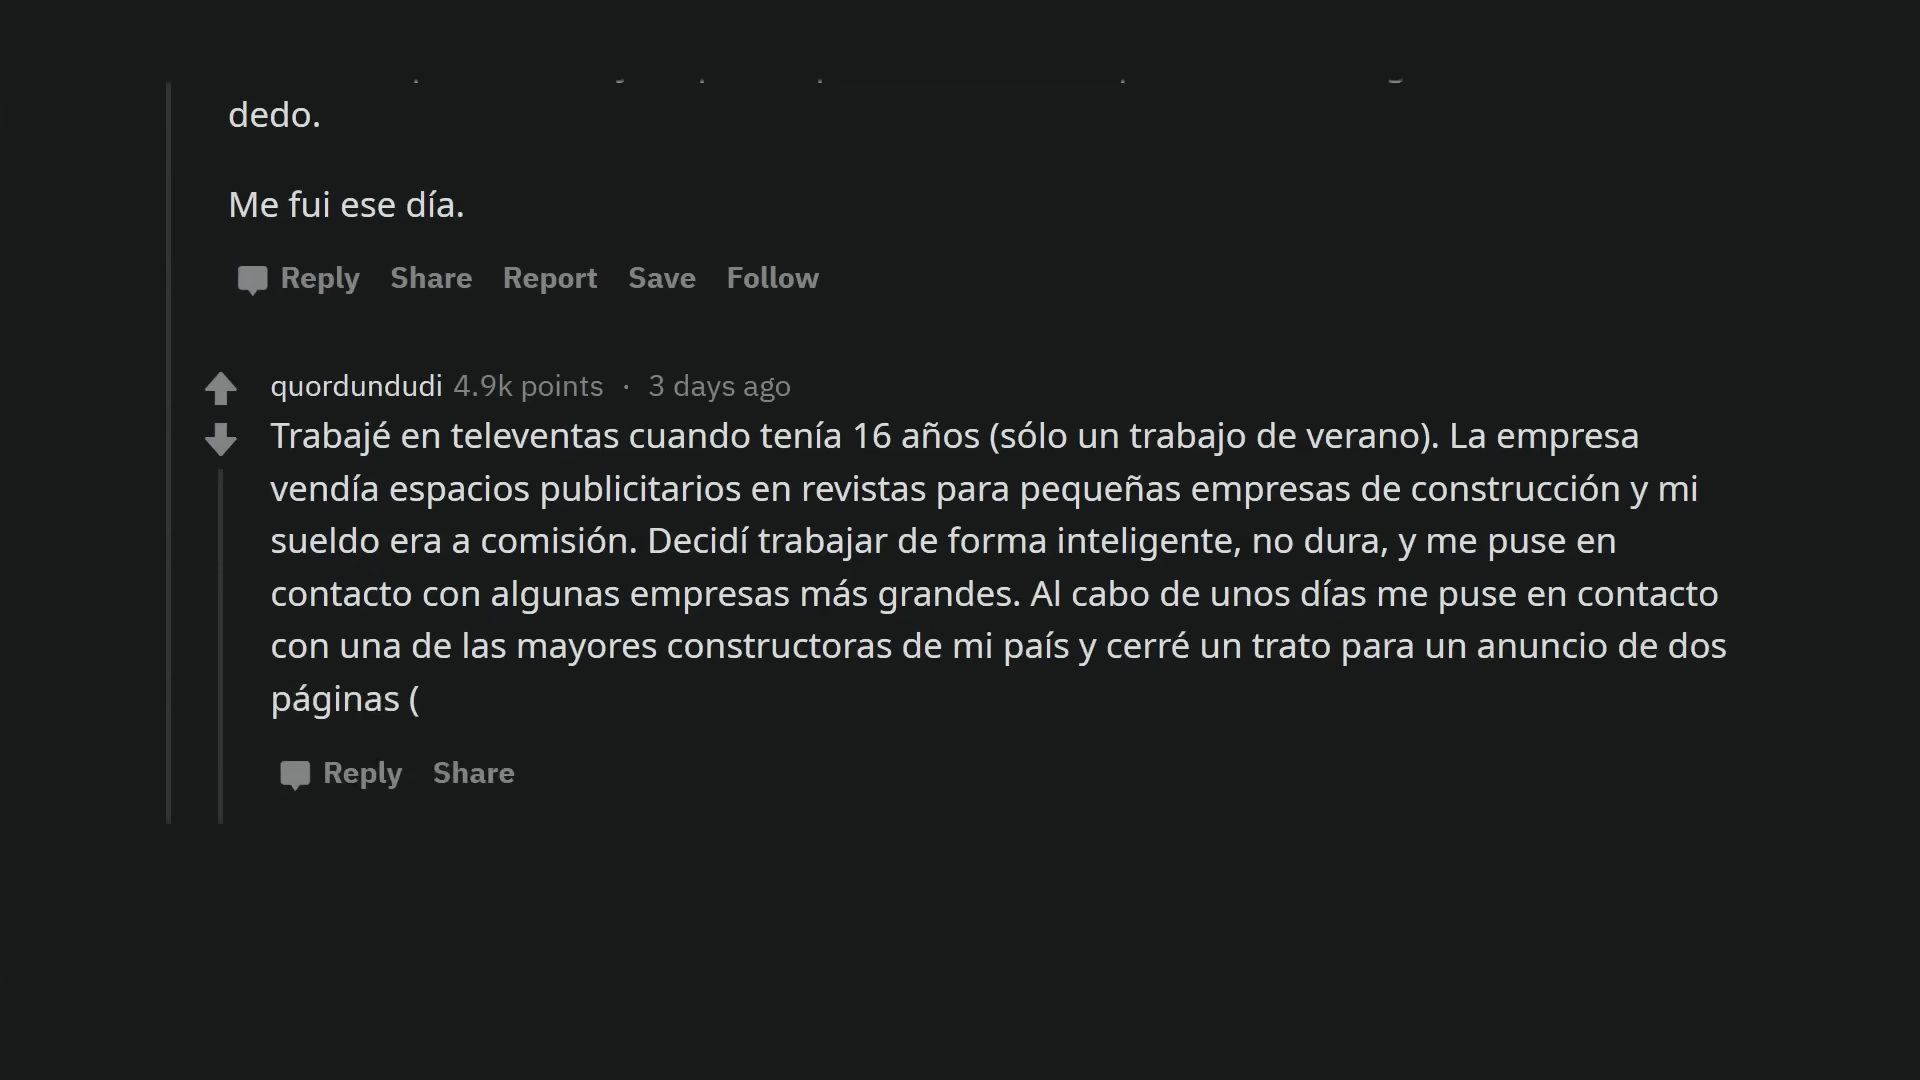 dedo.
Me fui ese día.
Reply Share Report Save Follow
quordundudi 4.9k points · 3 days ago
Trabajé en televentas cuando tenía 16 años (sólo un trabajo de verano). La empresa
vendía espacios publicitarios en revistas para pequeñas empresas de construcción y mi
sueldo era a comisión. Decidí trabajar de forma inteligente, no dura, y me puse en
contacto con algunas empresas más grandes. Al cabo de unos días me puse en contacto
con una de las mayores constructoras de mi país y cerré un trato para un anuncio de dos
páginas (
Reply Share